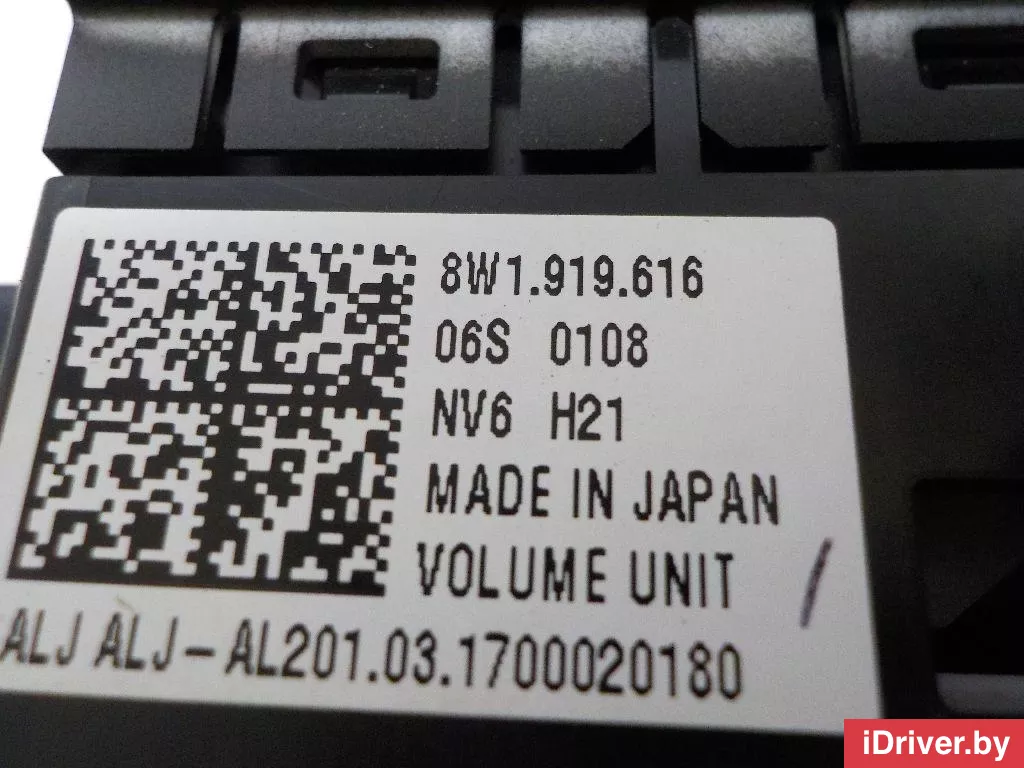 8W1.919.616
06S 0108
NV6 H21
MADE IN JAPAN
VOLUME UNIT
ALJ ALJ-AL201.03.1700020180
iDriver.by